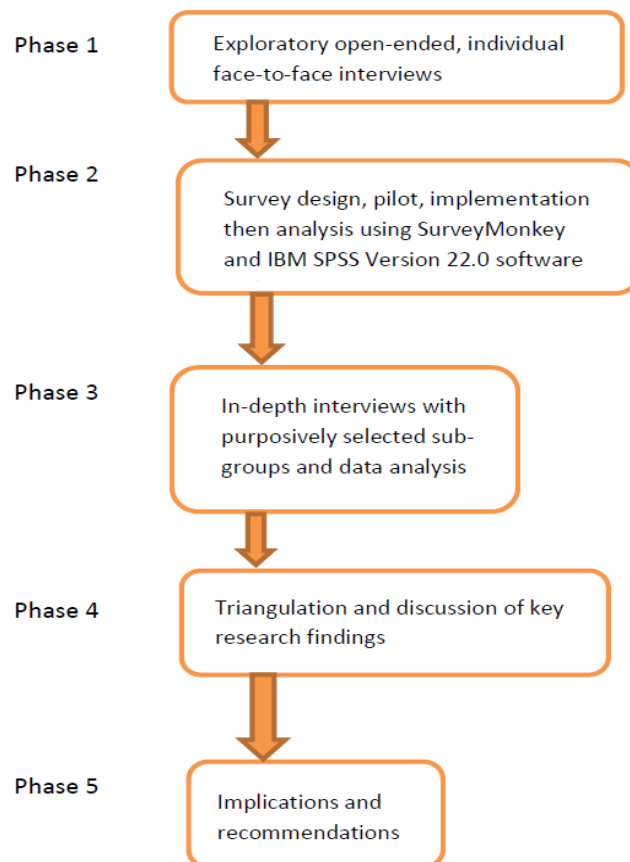 Phase 1
Exploratory open-ended, individual
face-to-face interviews
Phase 2
Survey design, pilot, implementation
then analysis using SurveyMonkey
and IBM SPSS Version 22.0 software
Phase 3
In-depth interviews with
purposively selected sub-
groups and data analysis
Phase 4
Triangulation and discussion of key
research findings
Phase 5
Implications and
recommendations